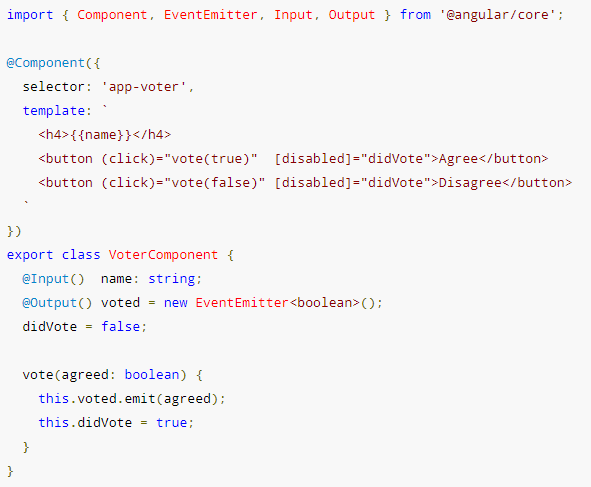 import { Component, EventEmitter, Input, Output } from '@angular/core';
@Component({
  selector: 'app-voter',
  template: `
    <h4>{{name}}</h4>
    <button (click)="vote(true)"  [disabled]="didVote">Agree</button>
    <button (click)="vote(false)" [disabled]="didVote">Disagree</button>
  `
})
export class VoterComponent {
  @Input()  name: string;
  @Output() voted = new EventEmitter<boolean>();
  didVote = false;
  vote(agreed: boolean) {
    this.voted.emit(agreed);
    this.didVote = true;
  }
}